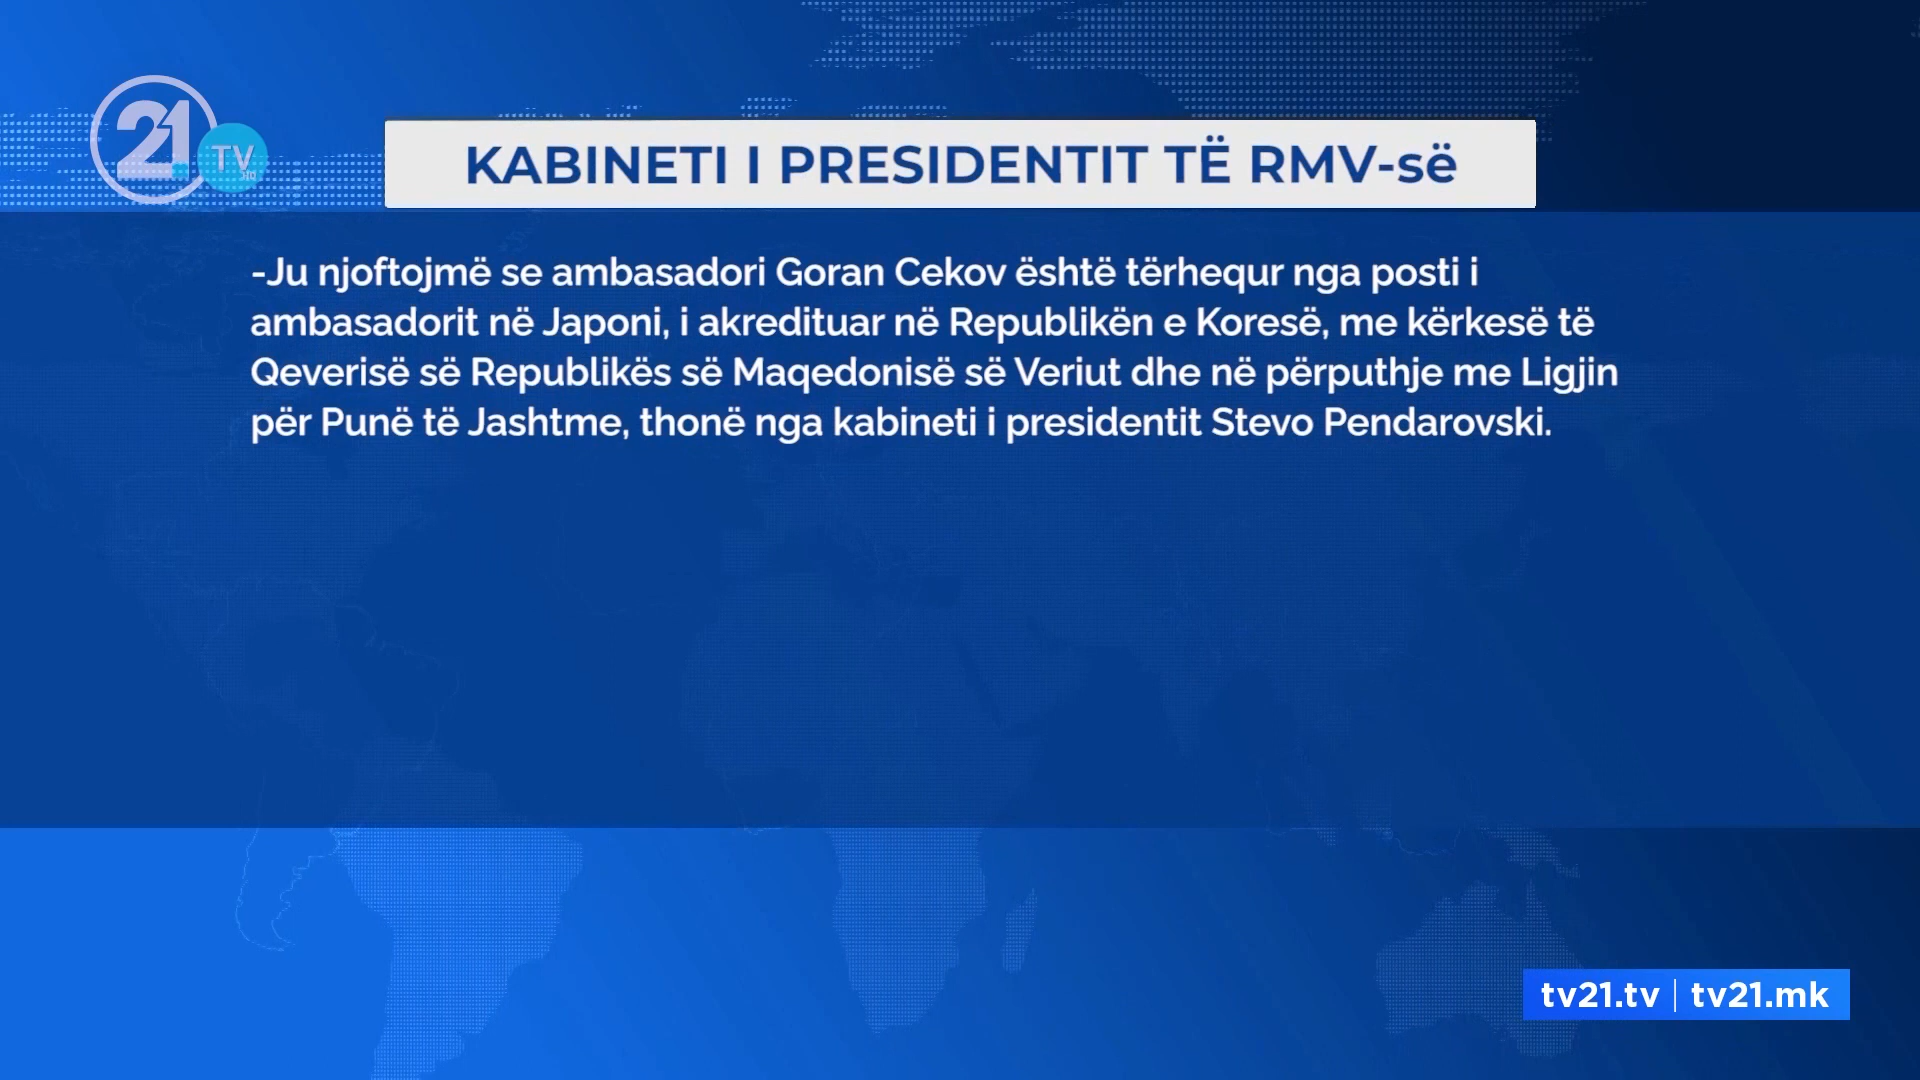 21 TV HD
KABINETI I PRESIDENTIT TË RMV-së
-Ju njoftojmë se ambasadori Goran Cekov është tërhequr nga posti i
ambasadorit në Japoni, i akredituar në Republikën e Koresë, me kërkesë të
Qeverisë së Republikës së Maqedonisë së Veriut dhe në përputhje me Ligjin
për Punë të Jashtme, thonë nga kabineti i presidentit Stevo Pendarovski.
tv21.tv | tv21.mk